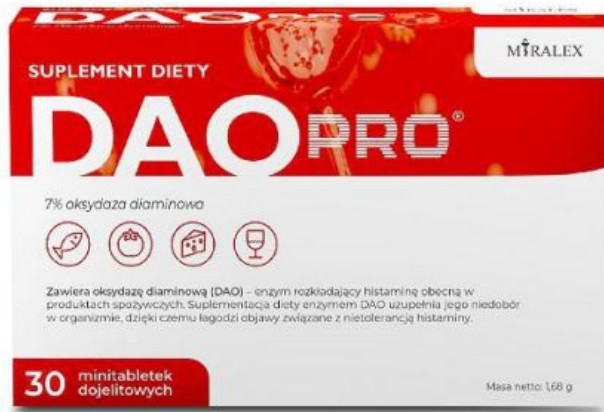 MIRALEX
SUPLEMENT DIETY
DAO PRO®
7% oksydaza diaminowa
Zawiera oksydazę diaminową (DAO) – enzym rozkładający histaminę obecną w
produktach spożywczych. Suplementacja diety enzymem DAO uzupełnia jego niedobór
w organizmie, dzięki czemu łagodzi objawy związane z nietolerancją histaminy.
30 minitabletek
dojelitowych
Masa netto: 1,68 g